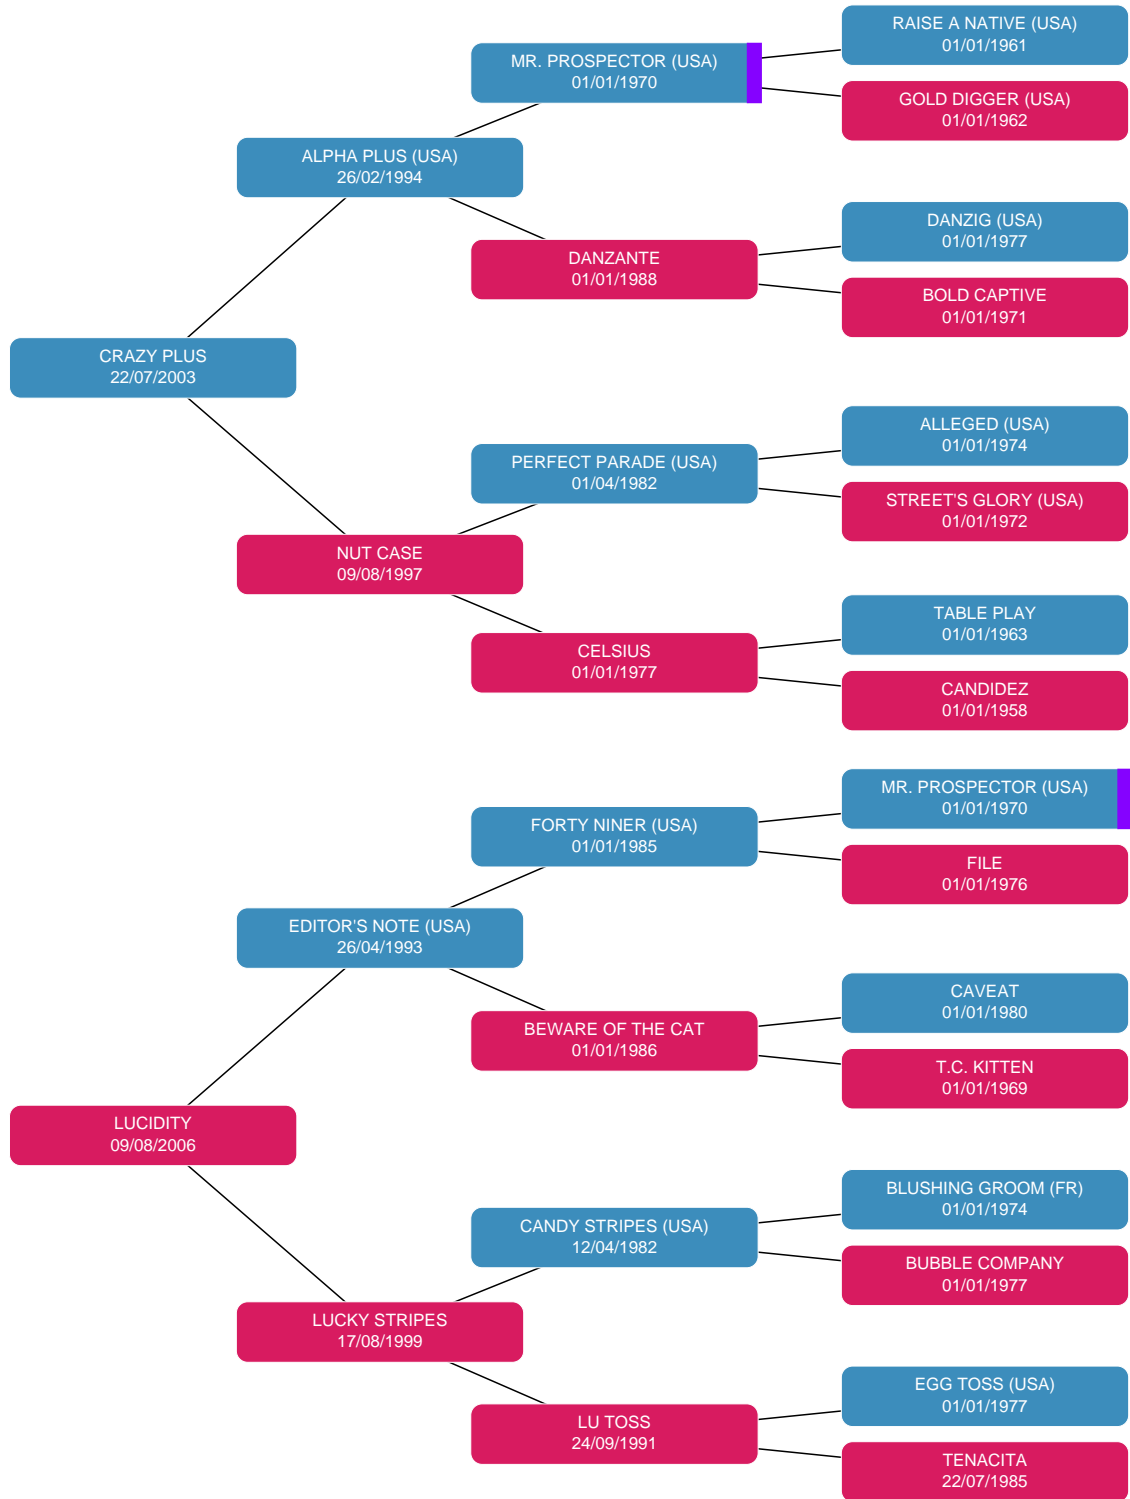 RAISE A NATIVE (USA)
01/01/1961
MR. PROSPECTOR (USA)
01/01/1970
GOLD DIGGER (USA)
01/01/1962
ALPHA PLUS (USA)
26/02/1994
DANZIG (USA)
01/01/1977
DANZANTE
01/01/1988
BOLD CAPTIVE
01/01/1971
CRAZY PLUS
22/07/2003
ALLEGED (USA)
01/01/1974
PERFECT PARADE (USA)
01/04/1982
STREET'S GLORY (USA)
01/01/1972
NUT CASE
09/08/1997
TABLE PLAY
01/01/1963
CELSIUS
01/01/1977
CANDIDEZ
01/01/1958
MR. PROSPECTOR (USA)
01/01/1970
FORTY NINER (USA)
01/01/1985
FILE
01/01/1976
EDITOR'S NOTE (USA)
26/04/1993
CAVEAT
01/01/1980
BEWARE OF THE CAT
01/01/1986
T.C. KITTEN
01/01/1969
LUCIDITY
09/08/2006
BLUSHING GROOM (FR)
01/01/1974
CANDY STRIPES (USA)
12/04/1982
BUBBLE COMPANY
01/01/1977
LUCKY STRIPES
17/08/1999
EGG TOSS (USA)
01/01/1977
LU TOSS
24/09/1991
TENACITA
22/07/1985